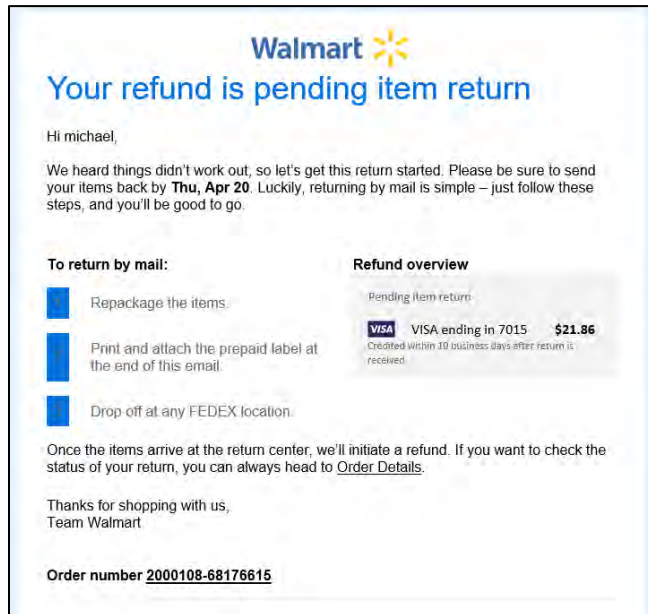 Walmart
Your refund is pending item return
Hi michael,
We heard things didn't work out, so let's get this return started. Please be sure to send
your items back by Thu, Apr 20. Luckily, returning by mail is simple – just follow these
steps, and you'll be good to go.
To return by mail:
Repackage the items.
Print and attach the prepaid label at
the end of this email.
Drop off at any FEDEX location.
Refund overview
Pending item return
VISA VISA ending in 7015 $21.86
Credited within 10 business days after return is
received
Once the items arrive at the return center, we'll initiate a refund. If you want to check the
status of your return, you can always head to Order Details.
Thanks for shopping with us,
Team Walmart
Order number 2000108-68176615